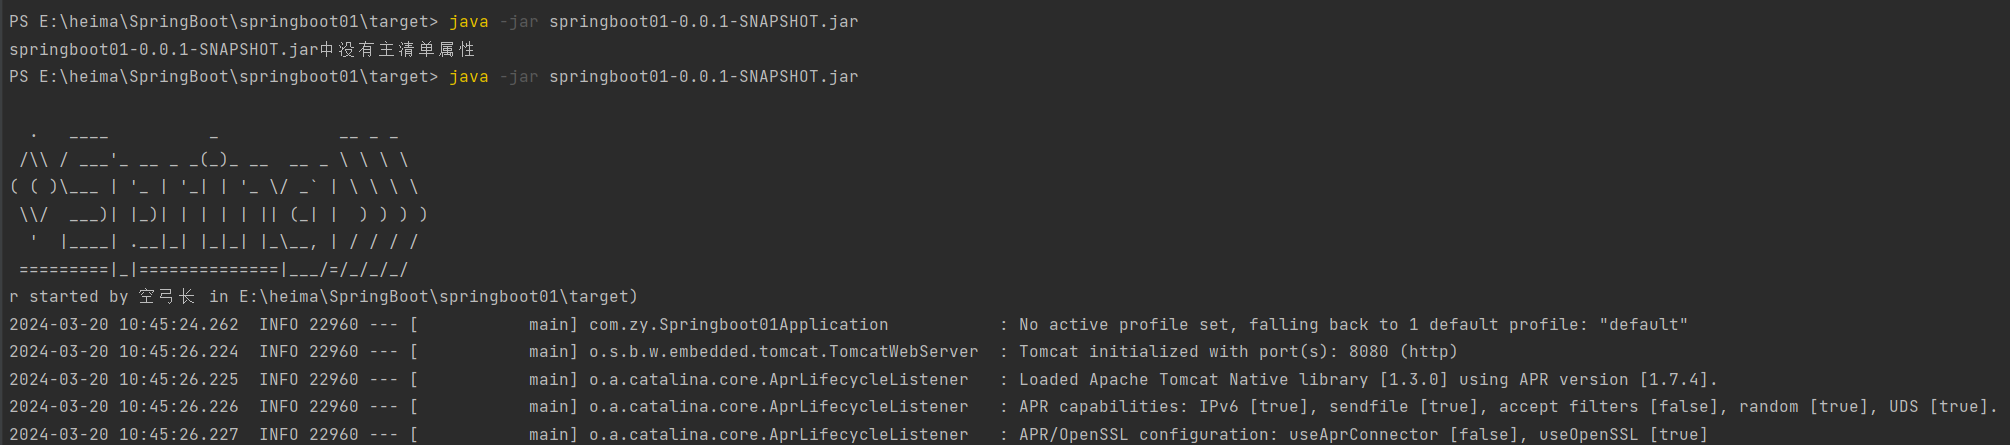 PS E:\heima\SpringBoot\springboot01\target> java -jar springboot01-0.0.1-SNAPSHOT.jar
springboot01-0.0.1-SNAPSHOT.jar中没有主清单属性
PS E:\heima\SpringBoot\springboot01\target> java -jar springboot01-0.0.1-SNAPSHOT.jar
  .   ____          _            __ _ _
 /\\ / ___'_ __ _ _(_)_ __  __ _ \ \ \ \
( ( )\___ | '_ | '_| | '_ \/ _` | \ \ \ \
 \\/  ___)| |_)| | | | | || (_| |  ) ) ) )
  '  |____| .__|_| |_|_| |_\__, | / / / /
 =========|_|==============|___/=/_/_/_/
r started by 空弓长 in E:\heima\SpringBoot\springboot01\target)
2024-03-20 10:45:24.262  INFO 22960 --- [           main] com.zy.Springboot01Application           : No active profile set, falling back to 1 default profile: "default"
2024-03-20 10:45:26.224  INFO 22960 --- [           main] o.s.b.w.embedded.tomcat.TomcatWebServer  : Tomcat initialized with port(s): 8080 (http)
2024-03-20 10:45:26.225  INFO 22960 --- [           main] o.a.catalina.core.AprLifecycleListener   : Loaded Apache Tomcat Native library [1.3.0] using APR version [1.7.4].
2024-03-20 10:45:26.226  INFO 22960 --- [           main] o.a.catalina.core.AprLifecycleListener   : APR capabilities: IPv6 [true], sendfile [true], accept filters [false], random [true], UDS [true].
2024-03-20 10:45:26.227  INFO 22960 --- [           main] o.a.catalina.core.AprLifecycleListener   : APR/OpenSSL configuration: useAprConnector [false], useOpenSSL [true]